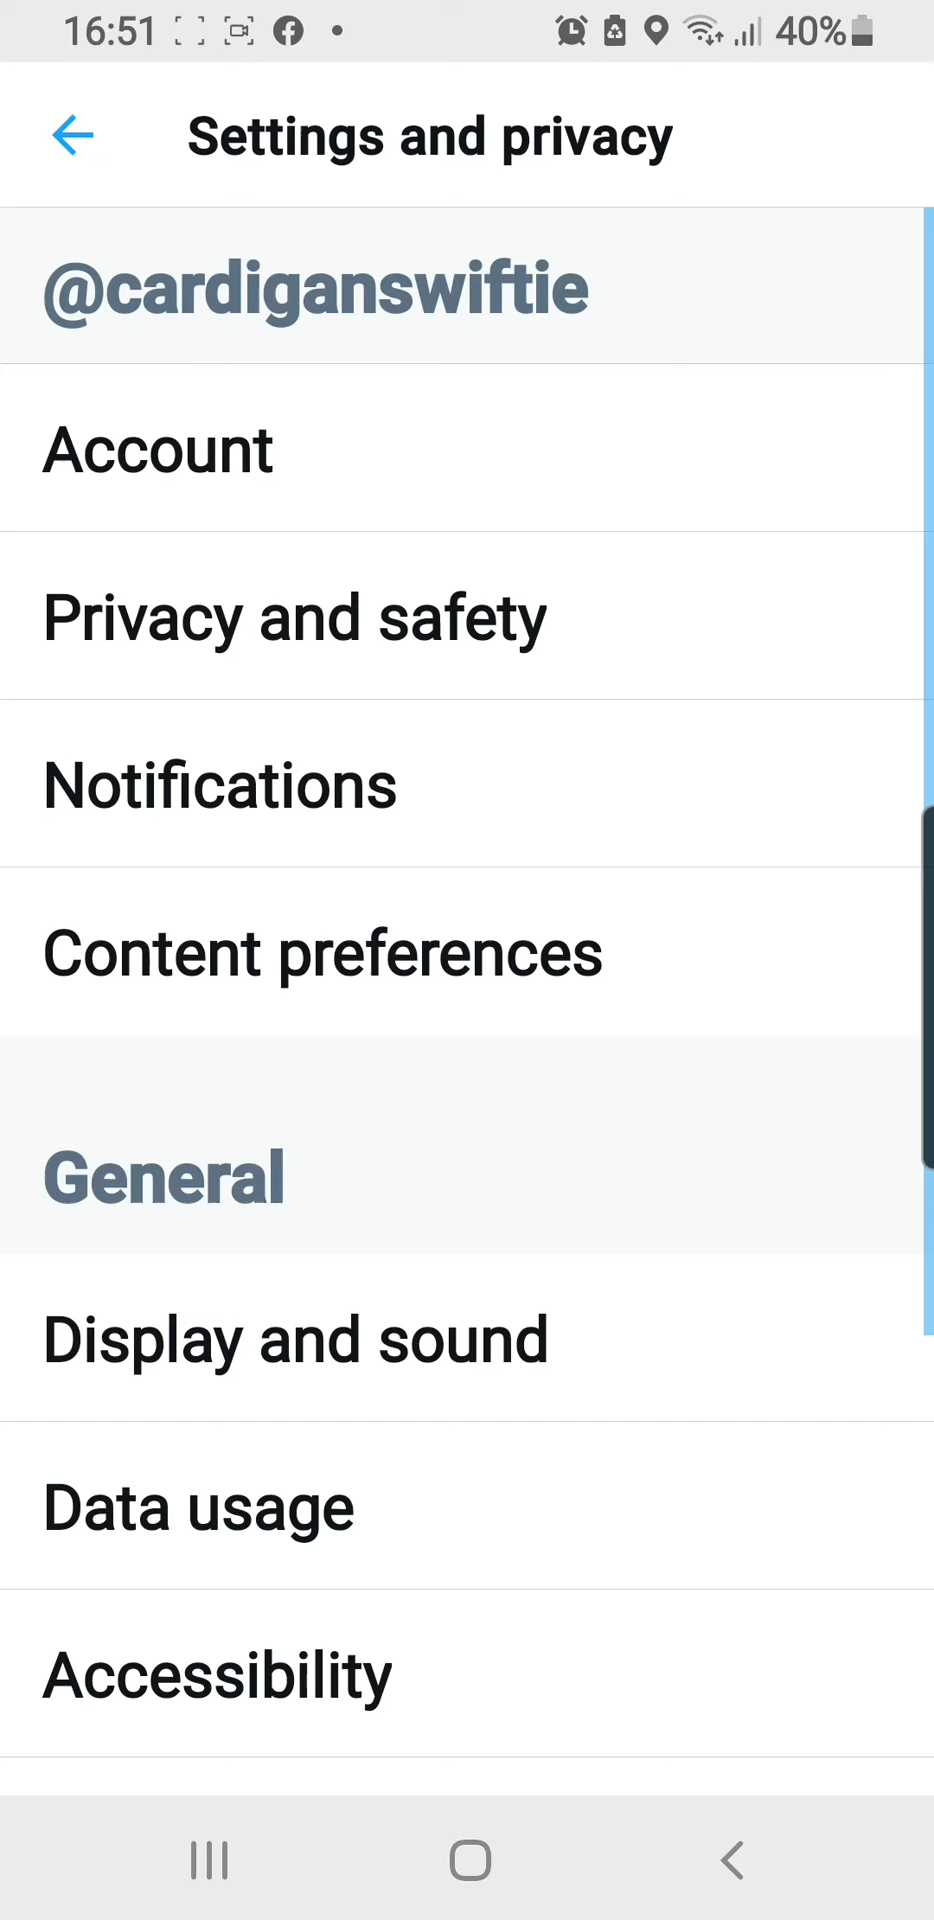 16:51 40%
Settings and privacy
@cardiganswiftie
Account
Privacy and safety
Notifications
Content preferences
General
Display and sound
Data usage
Accessibility